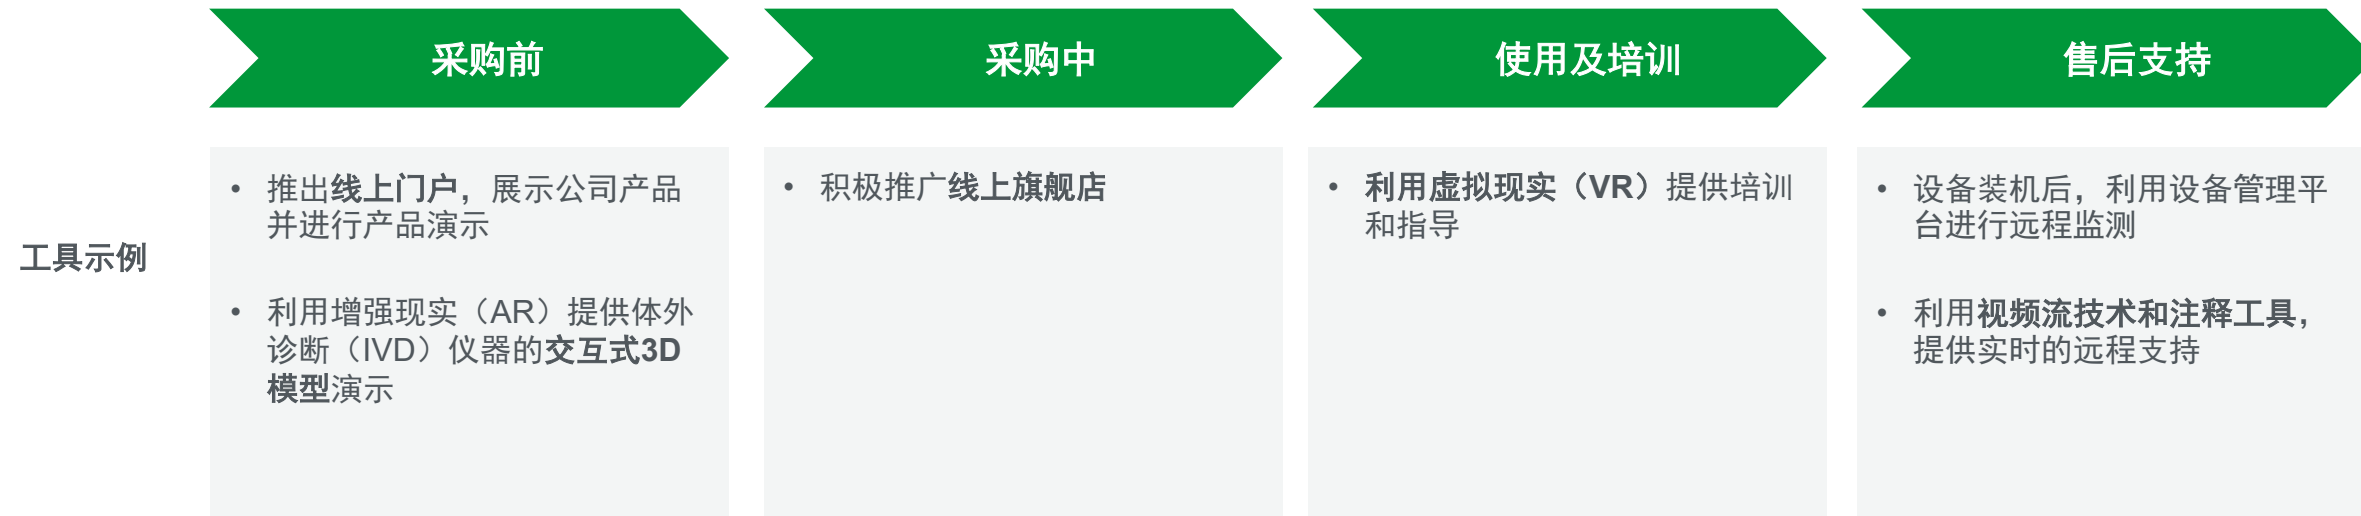 采购前
采购中
使用及培训
售后支持
工具示例
• 推出线上门户，展示公司产品
并进行产品演示
• 利用增强现实（AR）提供体外
诊断（IVD）仪器的交互式3D
模型演示
• 积极推广线上旗舰店
• 利用虚拟现实（VR）提供培训
和指导
• 设备装机后，利用设备管理平
台进行远程监测
• 利用视频流技术和注释工具，
提供实时的远程支持